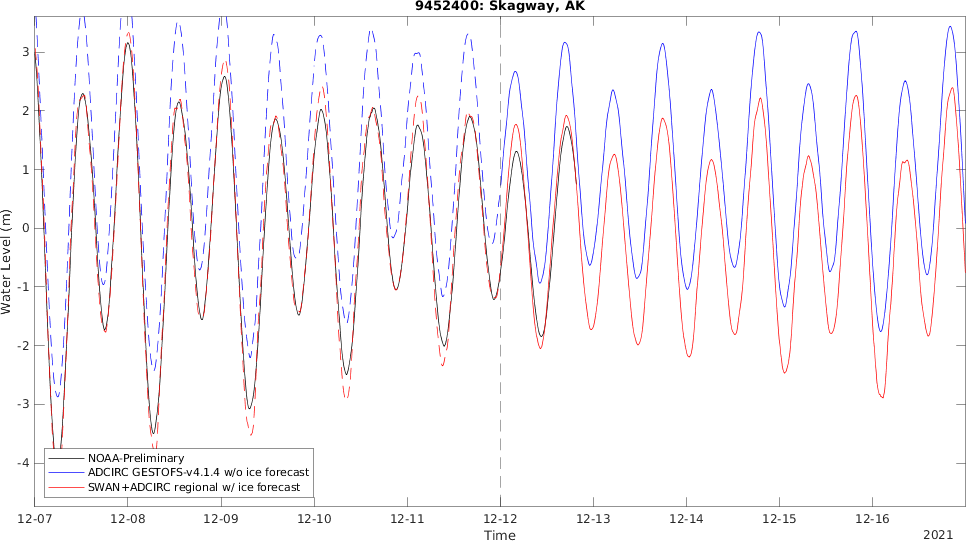 9452400: Skagway, AK
Water Level (m)
3
2
1
0
-1
-2
-3
-4
NOAA-Preliminary
ADCIRC GESTOFS-v4.1.4 w/o ice forecast
SWAN+ADCIRC regional w/ ice forecast
12-07 12-08 12-09 12-10 12-11 12-12 12-13 12-14 12-15 12-16
Time
2021